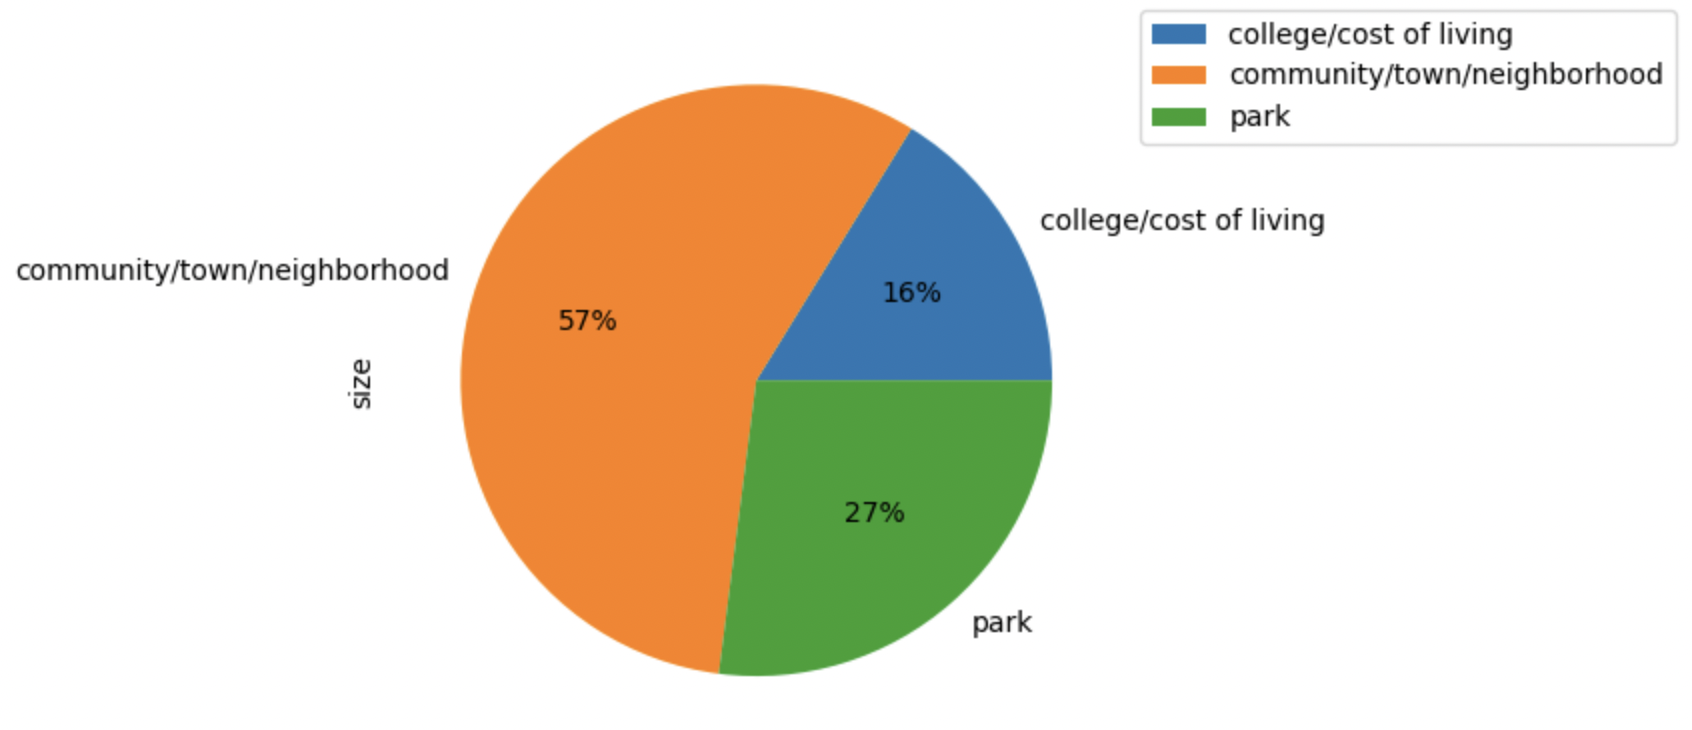 college/cost of living
community/town/neighborhood
park
college/cost of living
community/town/neighborhood
16%
57%
size
27%
park